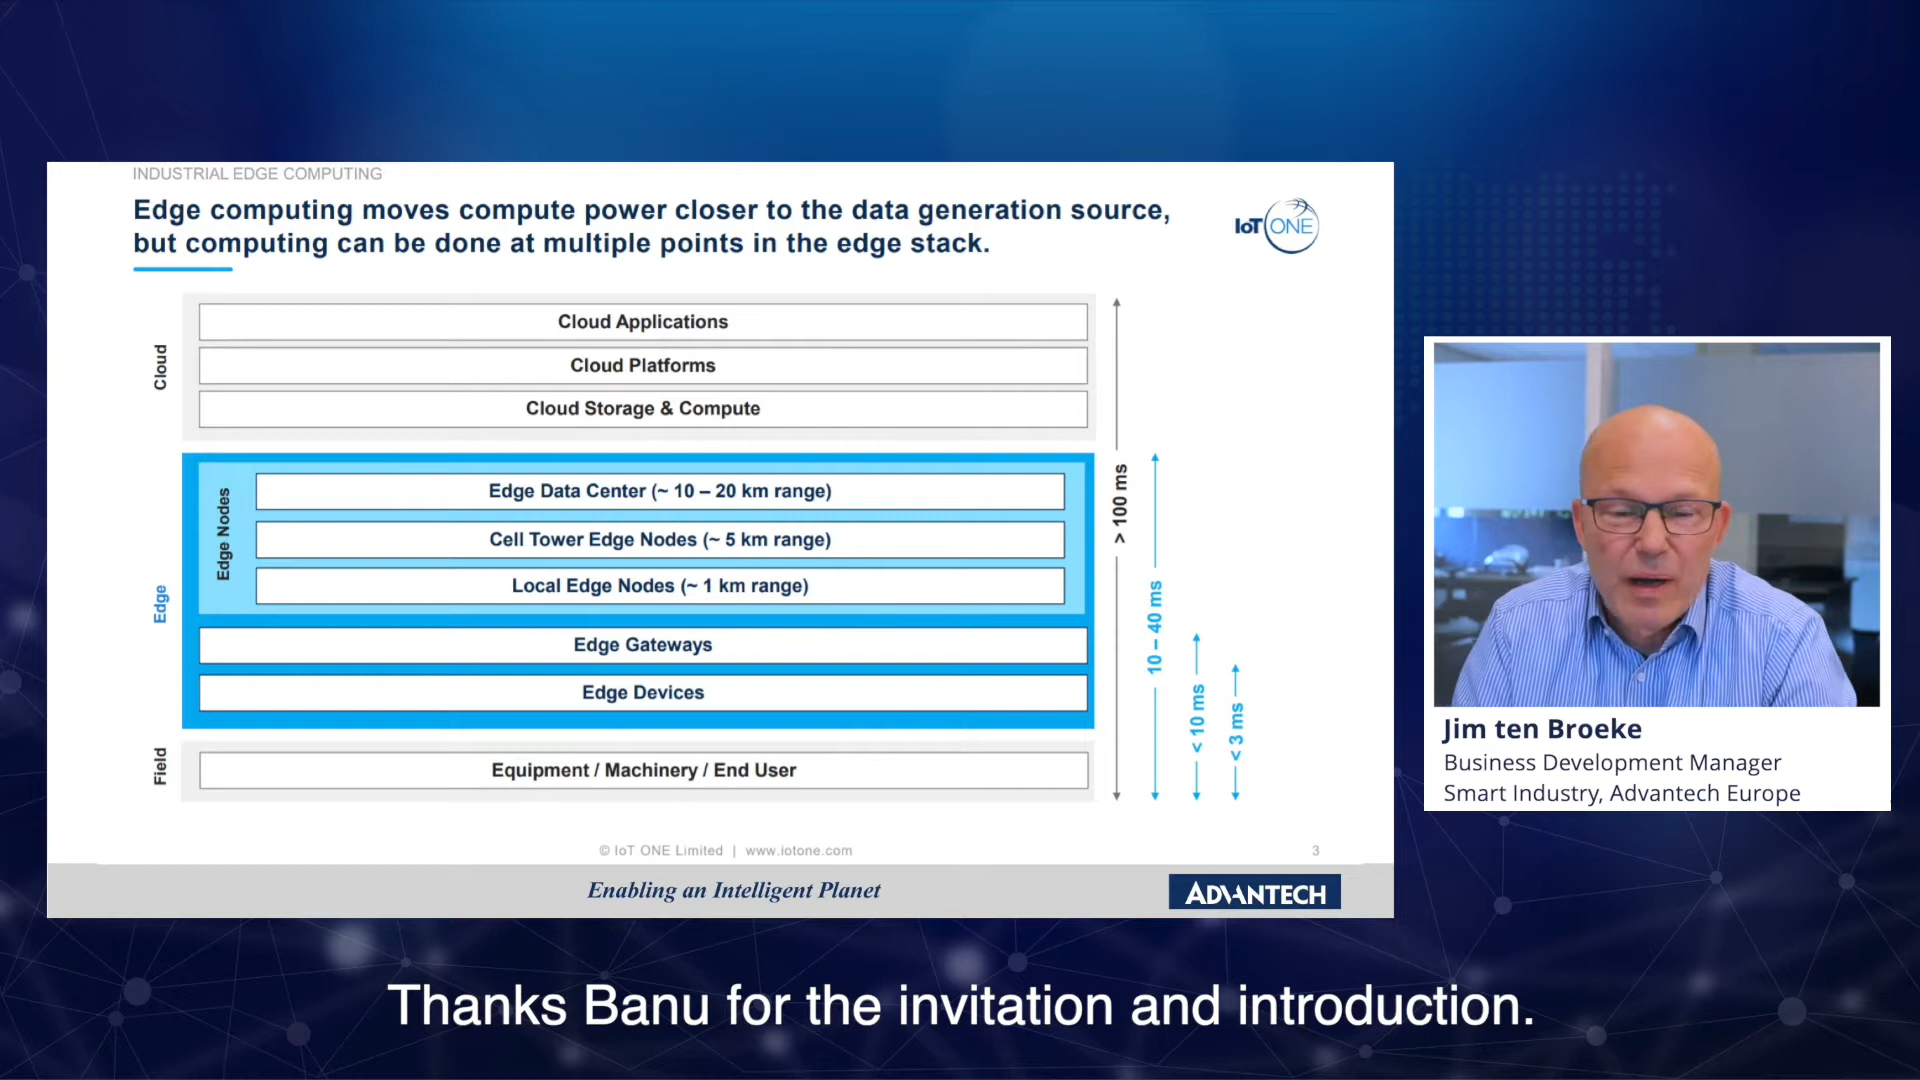 INDUSTRIAL EDGE COMPUTING
Edge computing moves compute power closer to the data generation source,
but computing can be done at multiple points in the edge stack.
IoT ONE
Cloud
Cloud Applications
Cloud Platforms
Cloud Storage & Compute
Edge
Edge Nodes
Edge Data Center (~ 10 – 20 km range)
Cell Tower Edge Nodes (~ 5 km range)
Local Edge Nodes (~ 1 km range)
Edge Gateways
Edge Devices
Field
Equipment / Machinery / End User
> 100 ms
10 – 40 ms
< 10 ms
< 3 ms
© IoT ONE Limited | www.iotone.com
3
Enabling an Intelligent Planet
ADVANTECH
Jim ten Broeke
Business Development Manager
Smart Industry, Advantech Europe
Thanks Banu for the invitation and introduction.